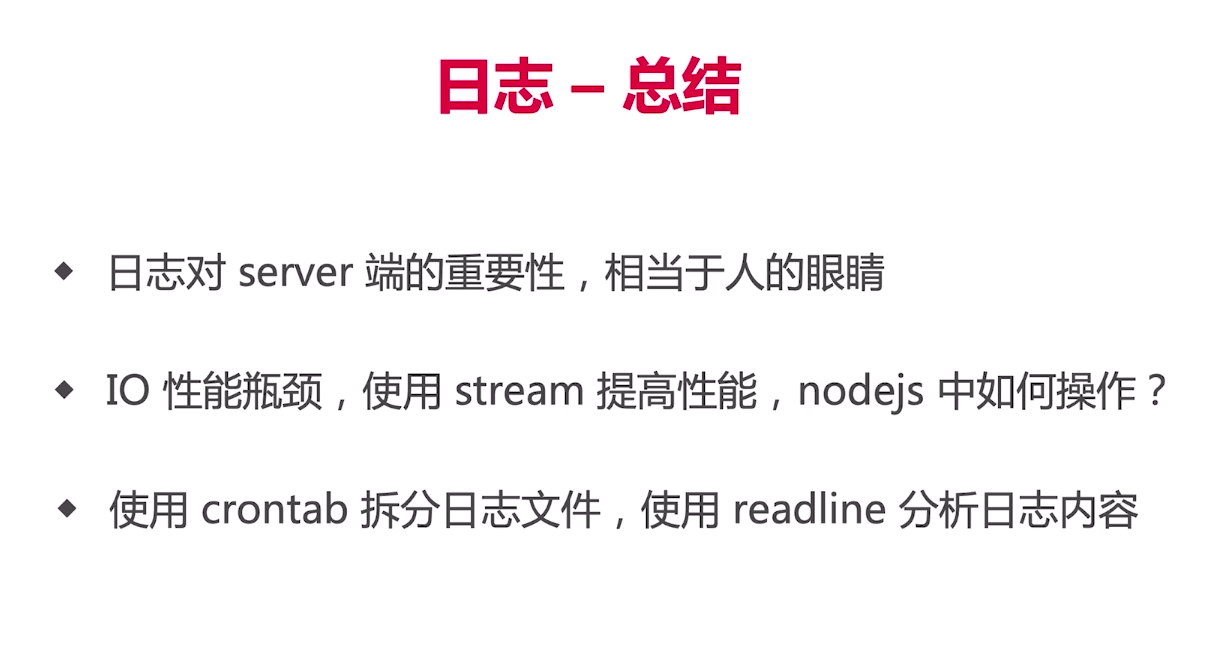 日志 – 总结
日志对 server 端的重要性，相当于人的眼睛
IO 性能瓶颈，使用 stream 提高性能，nodejs 中如何操作？
使用 crontab 拆分日志文件，使用 readline 分析日志内容